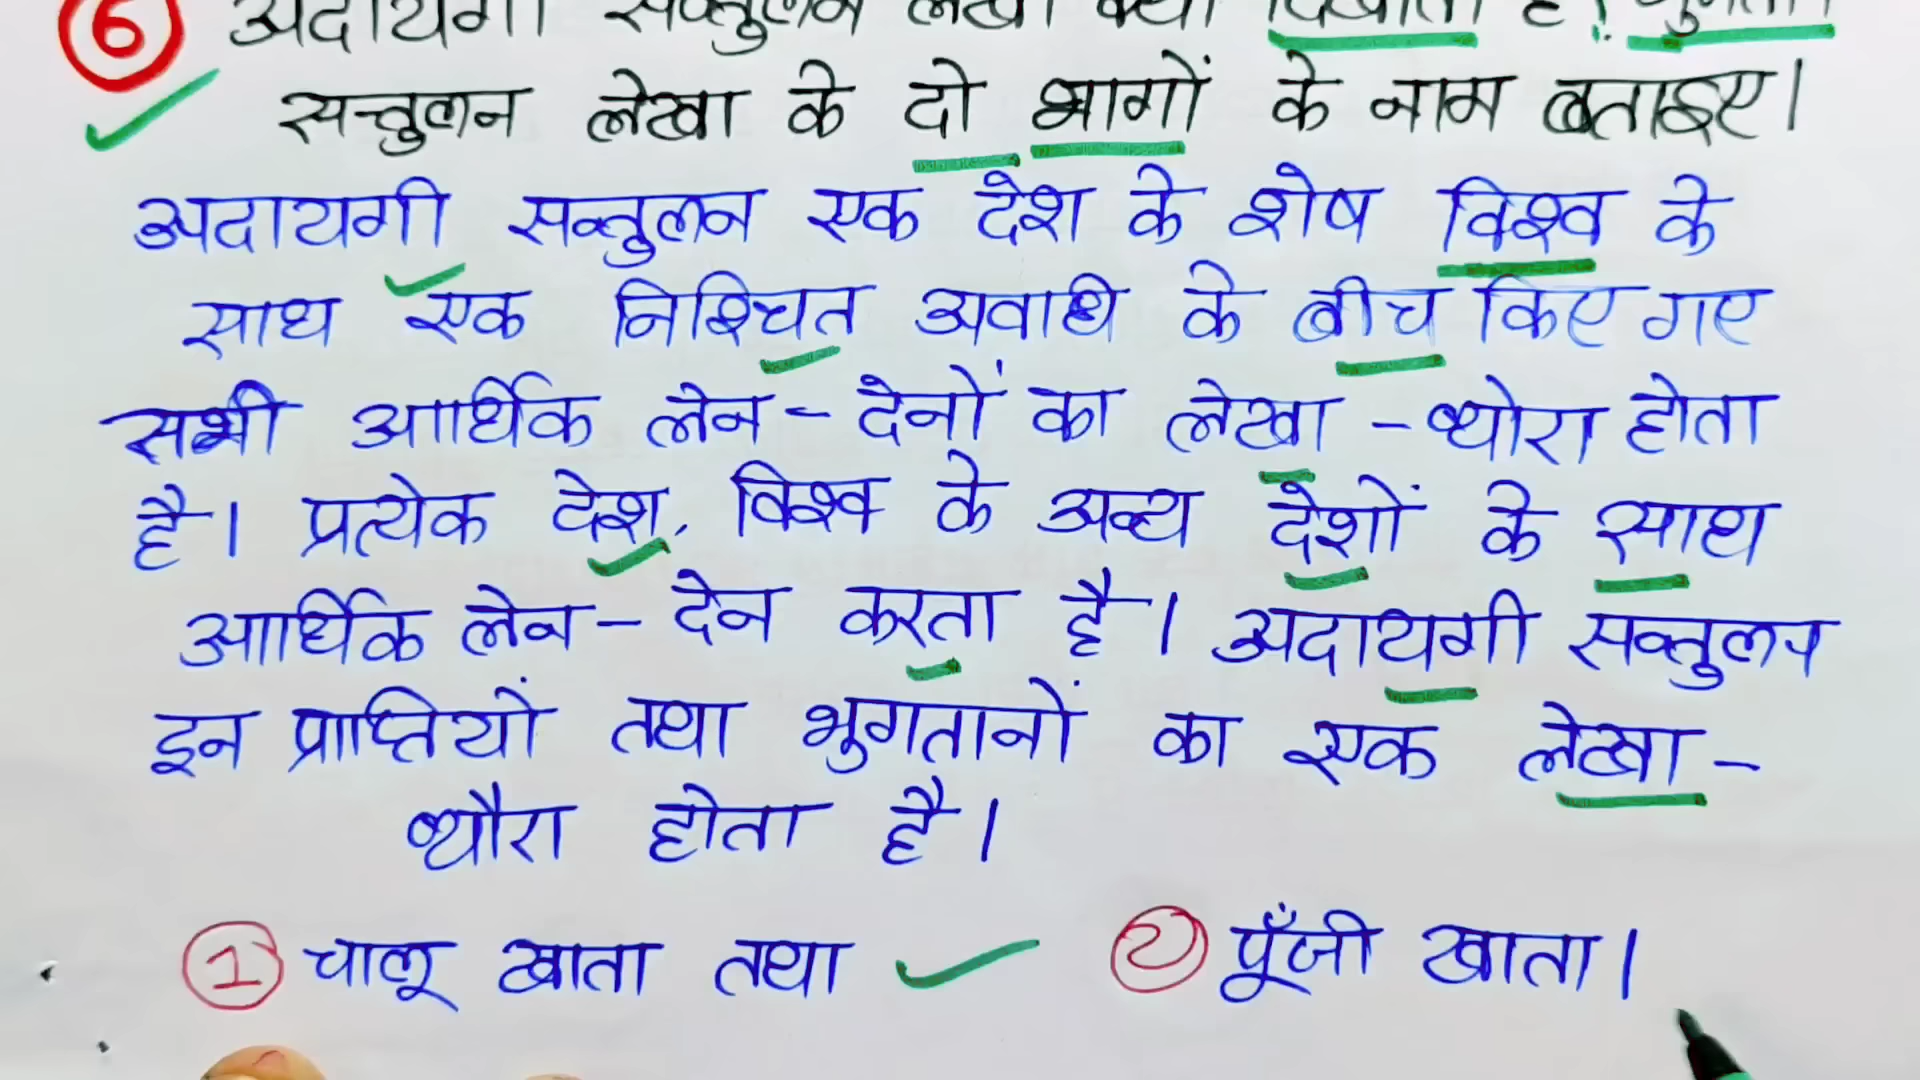 6 अदायगी सन्तुलन लेखा क्या दिखाता है? भुगतान
सन्तुलन लेखा के दो भागों के नाम बताइए।
अदायगी सन्तुलन एक देश के शेष विश्व के
साथ एक निश्चित अवधि के बीच किए गए
सभी आर्थिक लेन-देनों का लेखा-ब्योरा होता
है। प्रत्येक देश, विश्व के अन्य देशों के साथ
आर्थिक लेन-देन करता है। अदायगी सन्तुलन
इन प्राप्तियों तथा भुगतानों का एक लेखा-
ब्यौरा होता है।
1 चालू खाता तथा 2 पूँजी खाता।